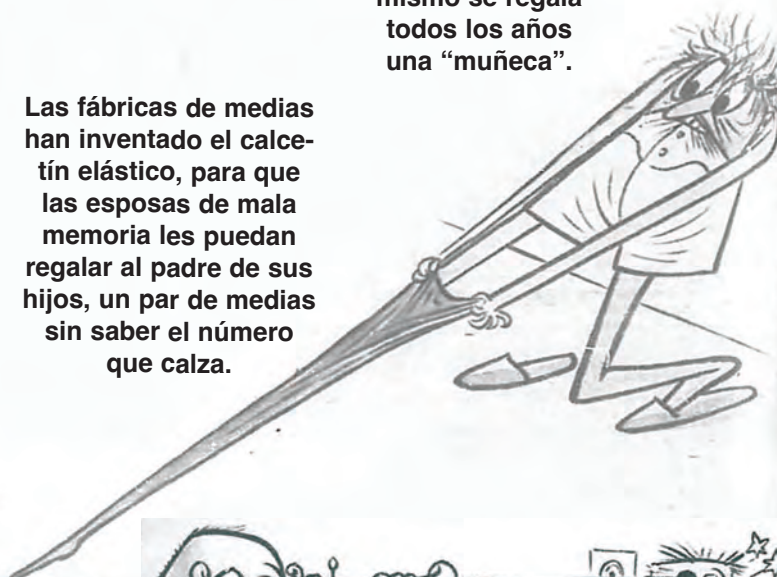 mismo se regala
todos los años
una “muñeca”.
Las fábricas de medias
han inventado el calce-
tín elástico, para que
las esposas de mala
memoria les puedan
regalar al padre de sus
hijos, un par de medias
sin saber el número
que calza.